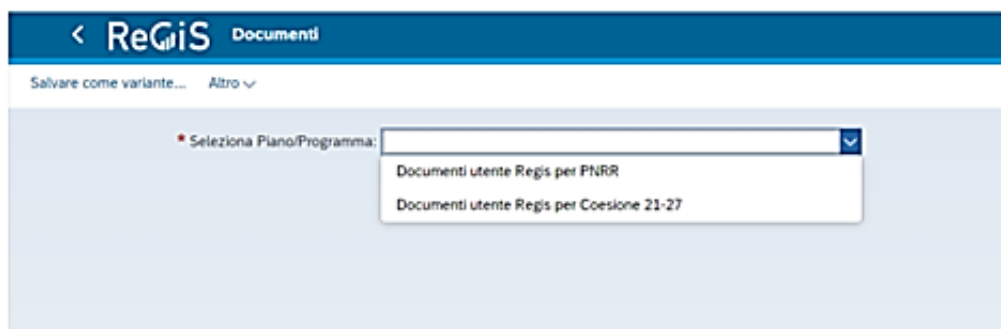 ReGiS Documenti
Salvare come variante... Altro
* Seleziona Piano/Programma:
Documenti utente Regis per PNRR
Documenti utente Regis per Coesione 21-27